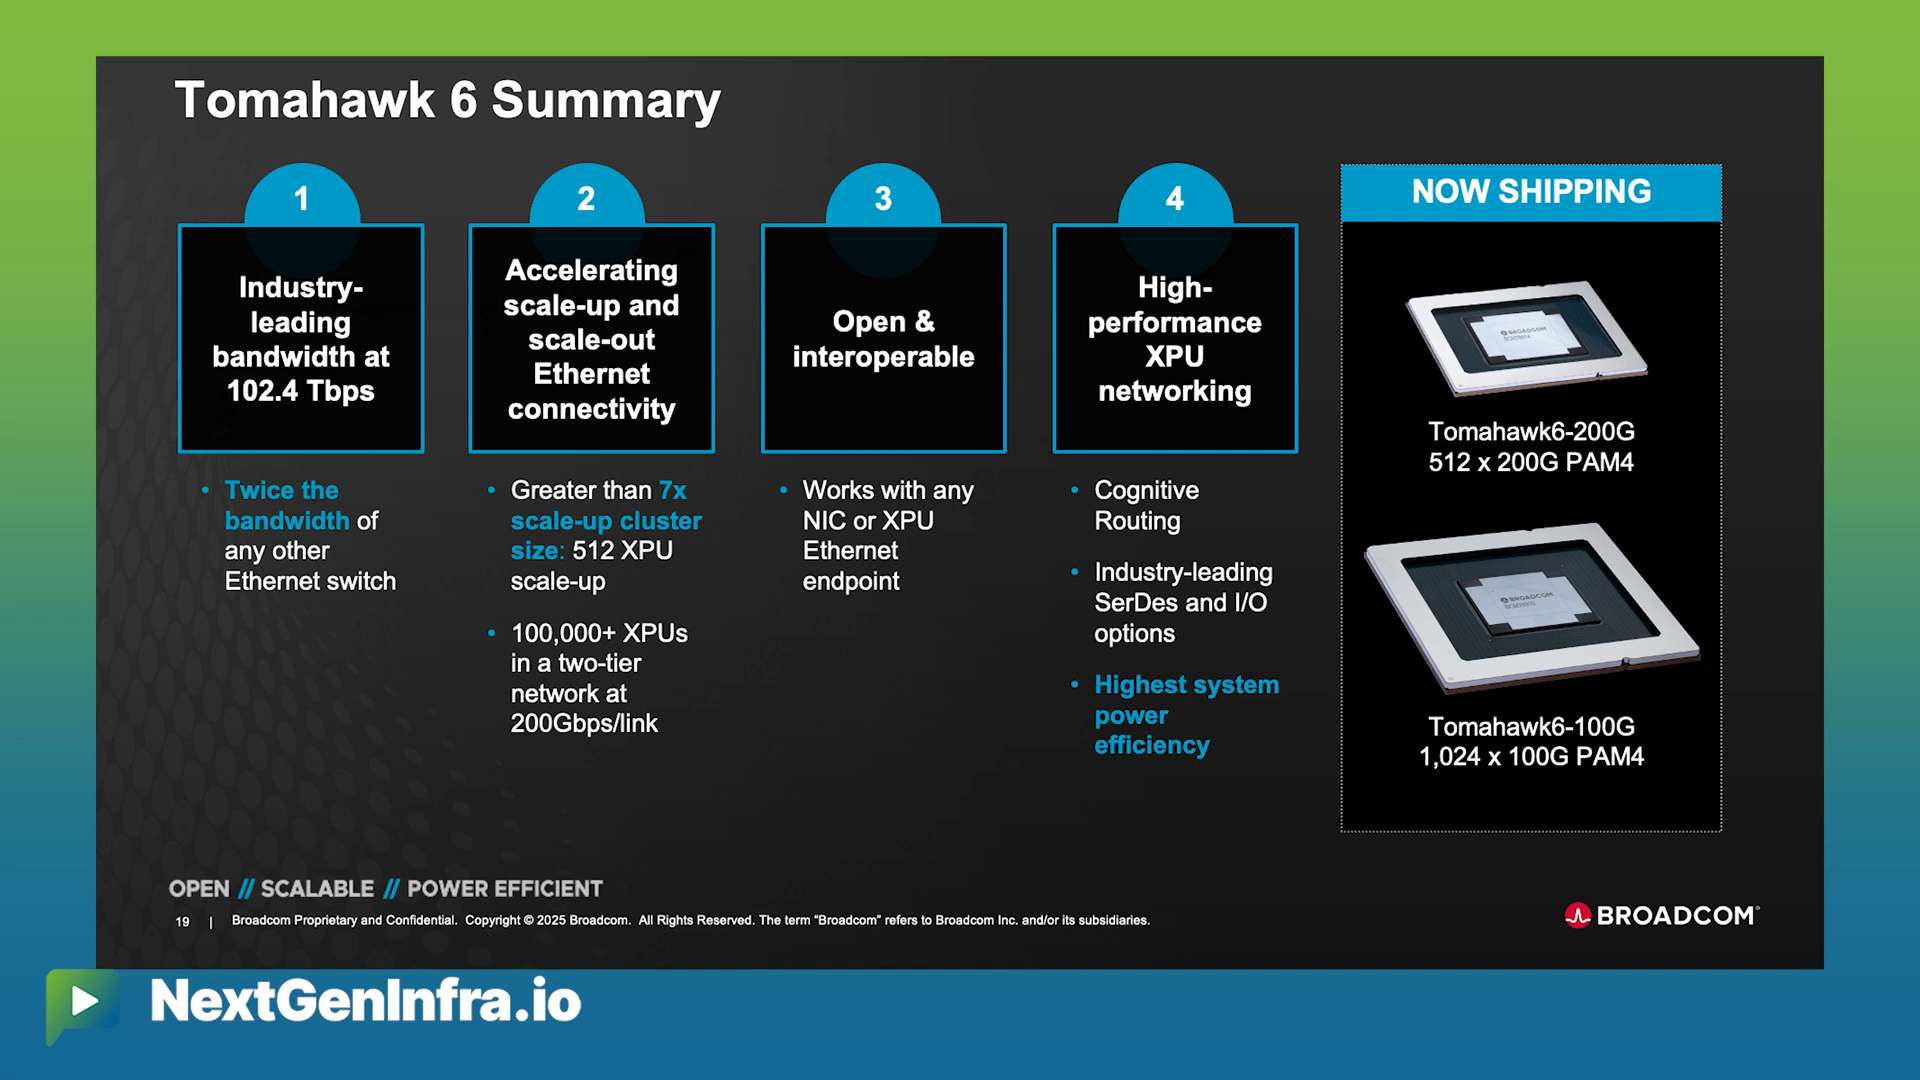 Tomahawk 6 Summary
1
Industry-
leading
bandwidth at
102.4 Tbps
• Twice the
bandwidth of
any other
Ethernet switch
2
Accelerating
scale-up and
scale-out
Ethernet
connectivity
• Greater than 7x
scale-up cluster
size: 512 XPU
scale-up
• 100,000+ XPUs
in a two-tier
network at
200Gbps/link
3
Open &
interoperable
• Works with any
NIC or XPU
Ethernet
endpoint
4
High-
performance
XPU
networking
• Cognitive
Routing
• Industry-leading
SerDes and I/O
options
• Highest system
power
efficiency
NOW SHIPPING
BROADCOM
Tomahawk6-200G
512 x 200G PAM4
BROADCOM
Tomahawk6-100G
1,024 x 100G PAM4
OPEN // SCALABLE // POWER EFFICIENT
19 | Broadcom Proprietary and Confidential. Copyright © 2025 Broadcom. All Rights Reserved. The term “Broadcom” refers to Broadcom Inc. and/or its subsidiaries.
BROADCOM
NextGenInfra.io